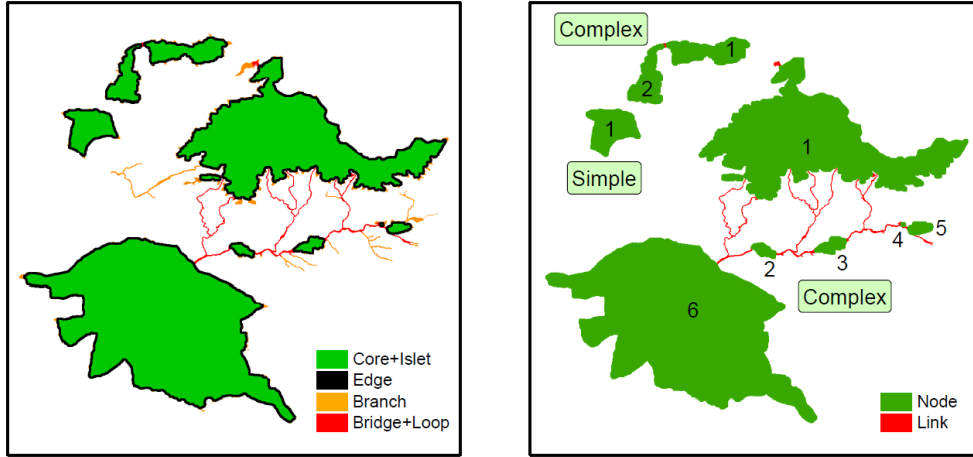 Core+Islet
Edge
Branch
Bridge+Loop
Complex
1
2
1
Simple
1
4
5
2
3
Complex
6
Node
Link